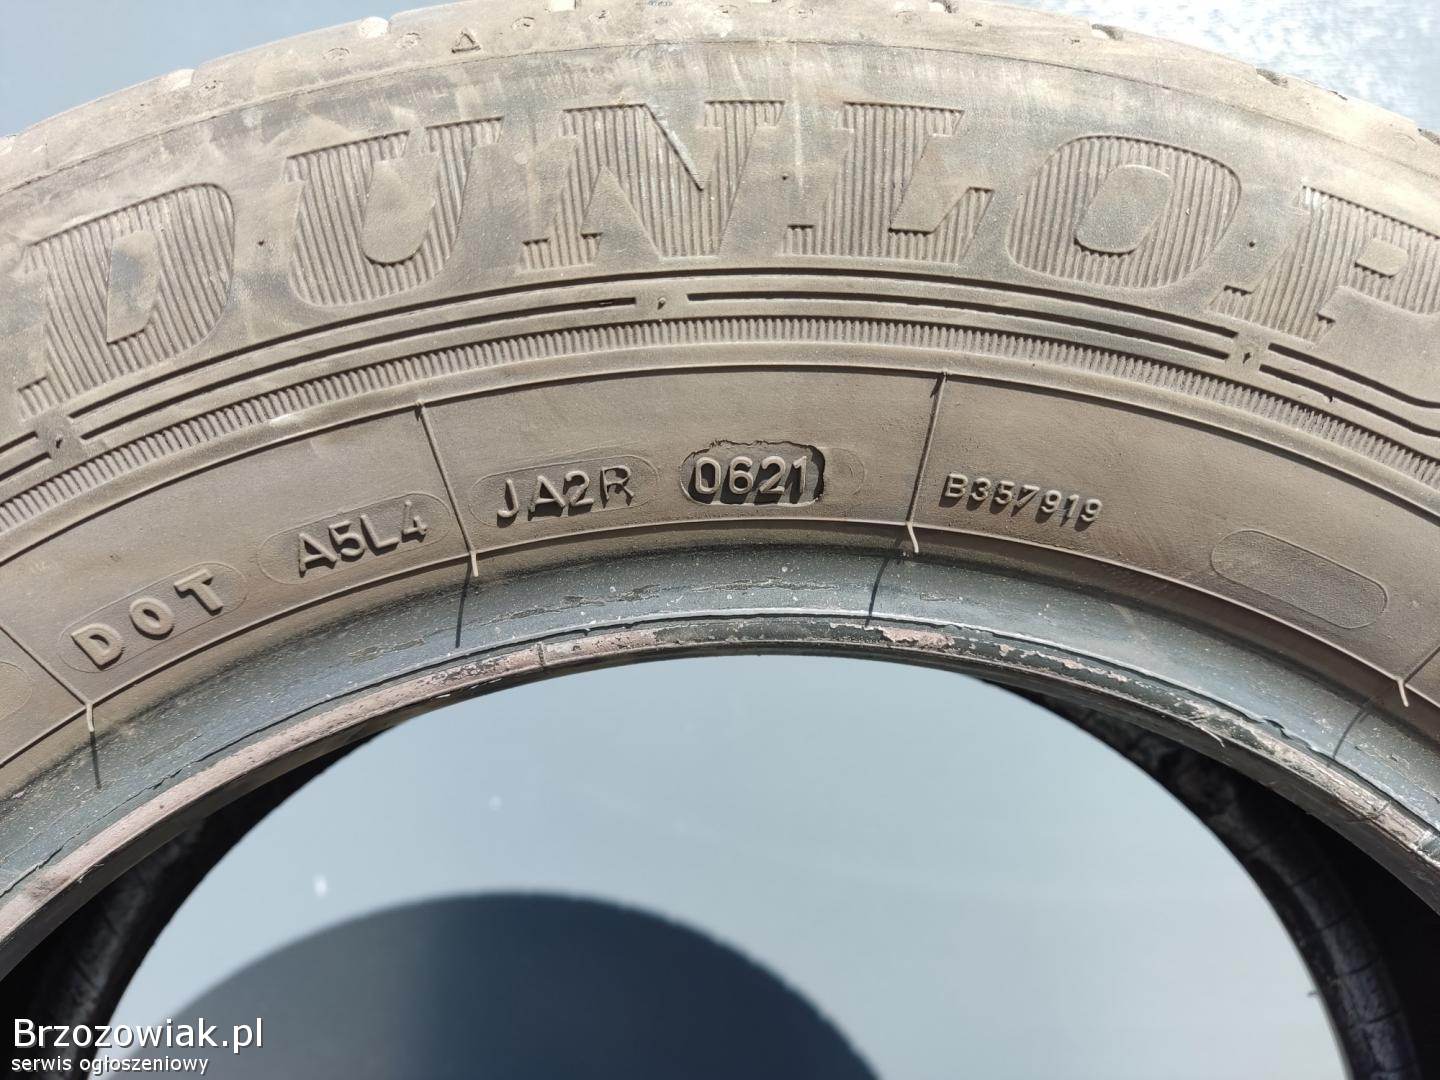 DUNLOP
DOT A5L4 JA2R 0621 B357919
Brzozowiak.pl
serwis ogłoszeniowy